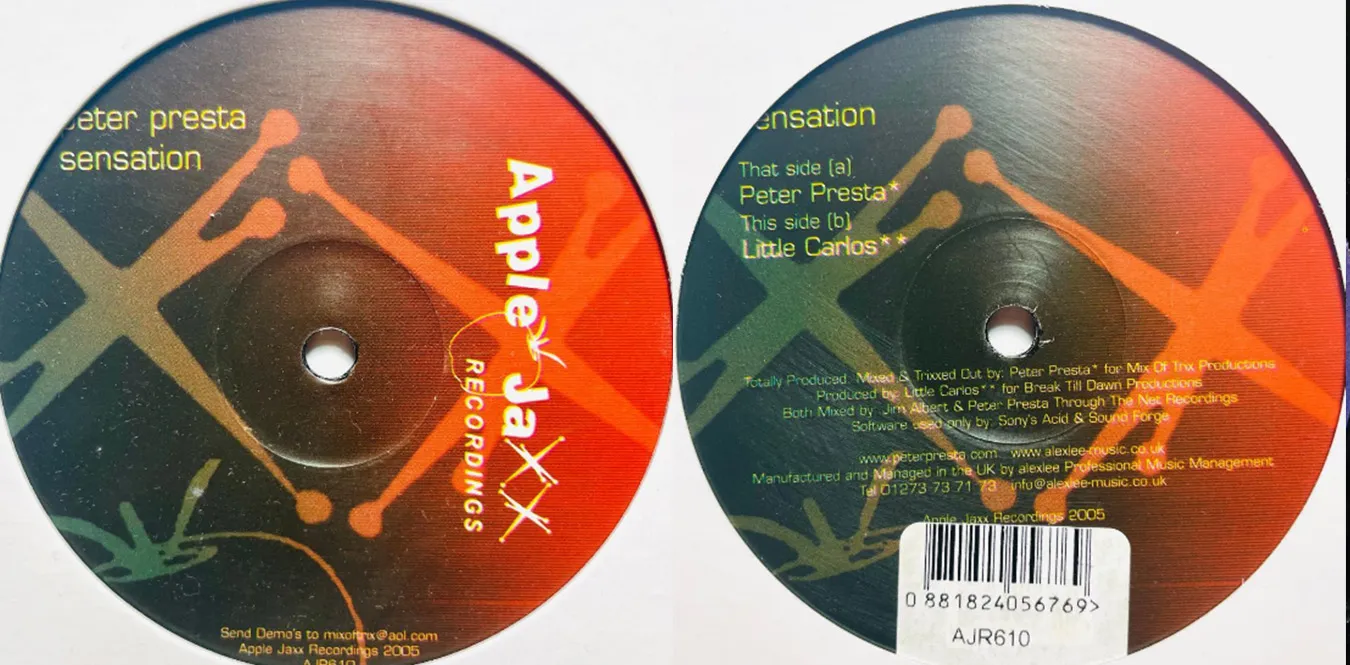 peter presta
sensation
Apple Jaxx
RECORDINGS
Send Demo's to mixoftrix@aol.com
Apple Jaxx Recordings 2005
AJR610
sensation
That side (a)
Peter Presta*
This side (b)
Little Carlos**
Totally Produced, Mixed & Trixxed Out by: Peter Presta* for Mix Of Trix Productions
Produced by: Little Carlos** for Break Till Dawn Productions
Both Mixed by: Jim Albert & Peter Presta Through The Net Recordings
Software used only by: Sony's Acid & Sound Forge
www.peterpresta.com www.alexlee-music.co.uk
Manufactured and Managed in the UK by alexlee Professional Music Management
Tel 01273 73 71 73 info@alexlee-music.co.uk
Apple Jaxx Recordings 2005
0 881824056769>
AJR610